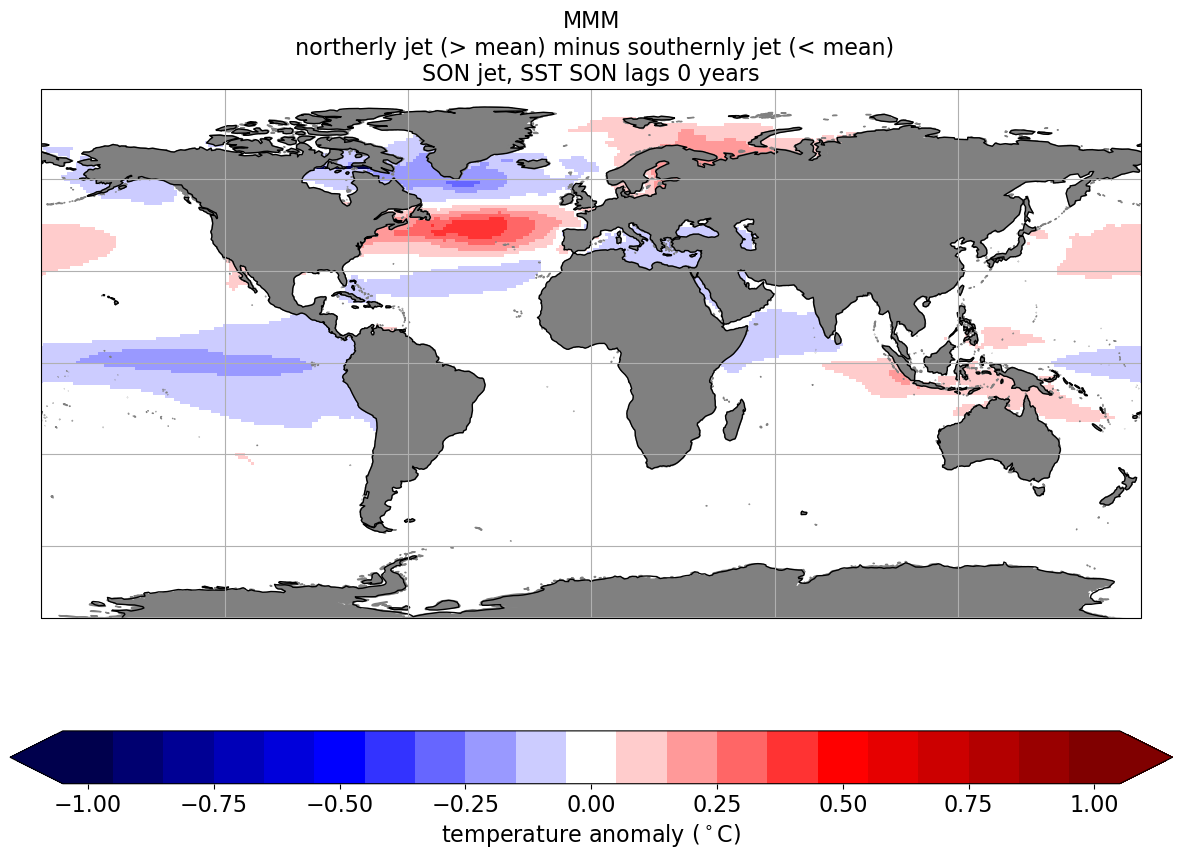 MMM
northerly jet (> mean) minus southernly jet (< mean)
SON jet, SST SON lags 0 years
−1.00 −0.75 −0.50 −0.25 0.00 0.25 0.50 0.75 1.00
temperature anomaly (°C)